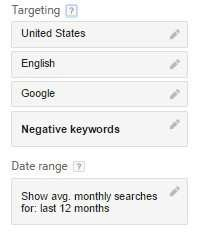 Targeting ?
United States
English
Google
Negative keywords
Date range ?
Show avg. monthly searches
for: last 12 months